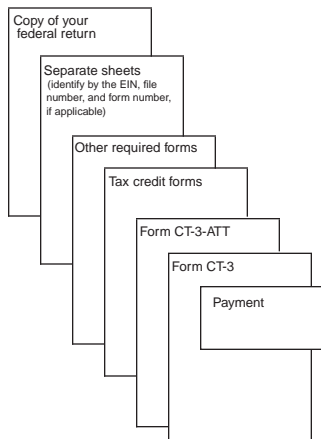 Copy of your
federal return
Separate sheets
(identify by the EIN, file
number, and form number,
if applicable)
Other required forms
Tax credit forms
Form CT-3-ATT
Form CT-3
Payment